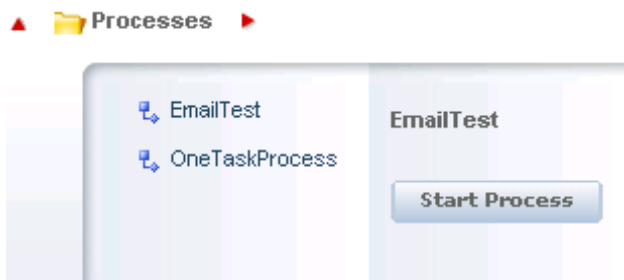 Processes
EmailTest
OneTaskProcess
EmailTest
Start Process